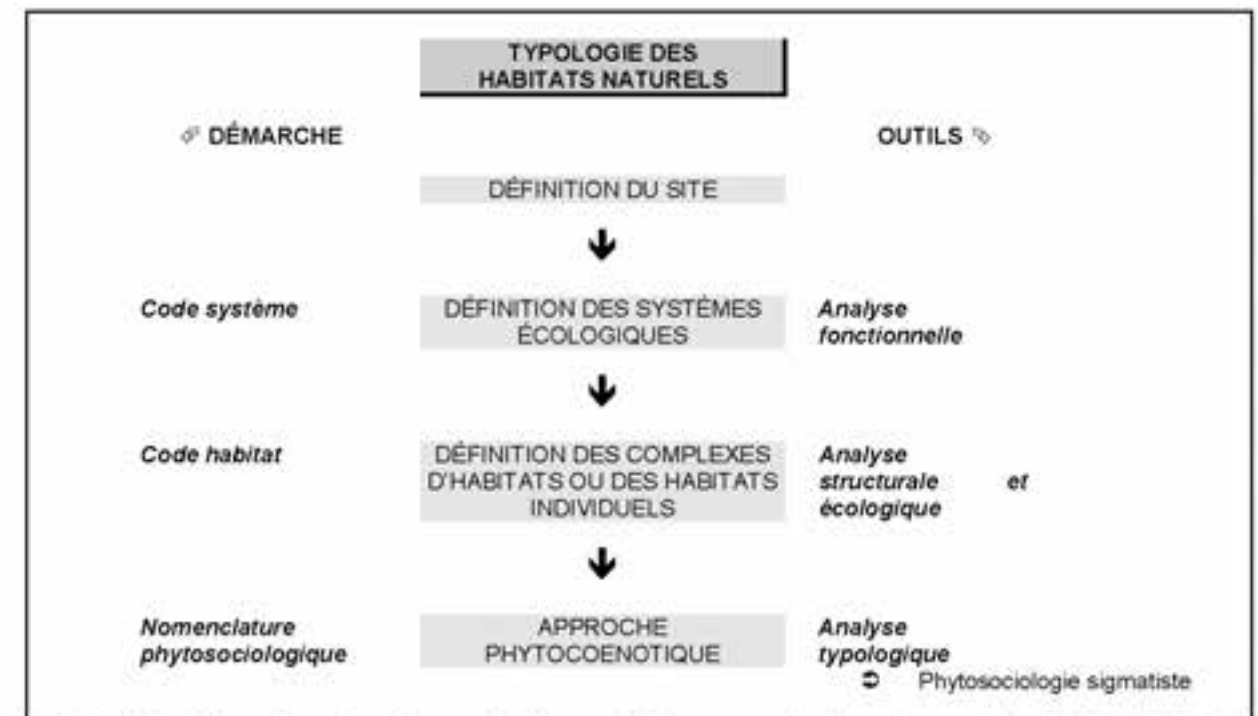 TYPOLOGIE DES
HABITATS NATURELS
DÉMARCHE
OUTILS
DÉFINITION DU SITE
Code système
DÉFINITION DES SYSTÈMES
ÉCOLOGIQUES
Analyse
fonctionnelle
Code habitat
DÉFINITION DES COMPLEXES
D'HABITATS OU DES HABITATS
INDIVIDUELS
Analyse
structurale et
écologique
Nomenclature
phytosociologique
APPROCHE
PHYTOCOENOTIQUE
Analyse
typologique
Phytosociologie sigmatiste